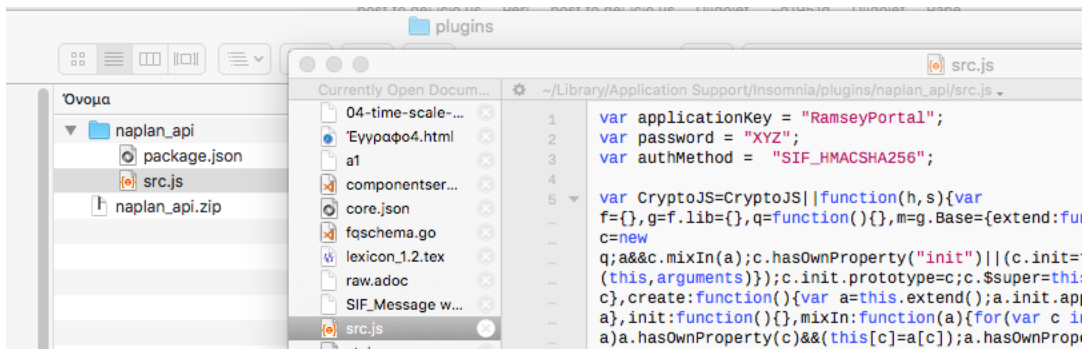 plugins
src.js
Currently Open Docum...
~/Library/Application Support/Insomnia/plugins/naplan_api/src.js
Όνομα
naplan_api
package.json
src.js
naplan_api.zip
04-time-scale-...
Έγγραφο4.html
a1
componentser...
core.json
fqschema.go
lexicon_1.2.tex
raw.adoc
SIF_Message w...
src.js
1 var applicationKey = "RamseyPortal";
2 var password = "XYZ";
3 var authMethod = "SIF_HMACSHA256";
4
5 var CryptoJS=CryptoJS||function(h,s){var
f={},g=f.lib={},q=function(){},m=g.Base={extend:fun
c=new
q;a&&c.mixIn(a);c.hasOwnProperty("init")||(c.init=
(this,arguments)});c.init.prototype=c;c.$super=this
c},create:function(){var a=this.extend();a.init.app
a},init:function(){},mixIn:function(a){for(var c in
a)a.hasOwnProperty(c)&&(this[c]=a[c]);a.hasOwnProp